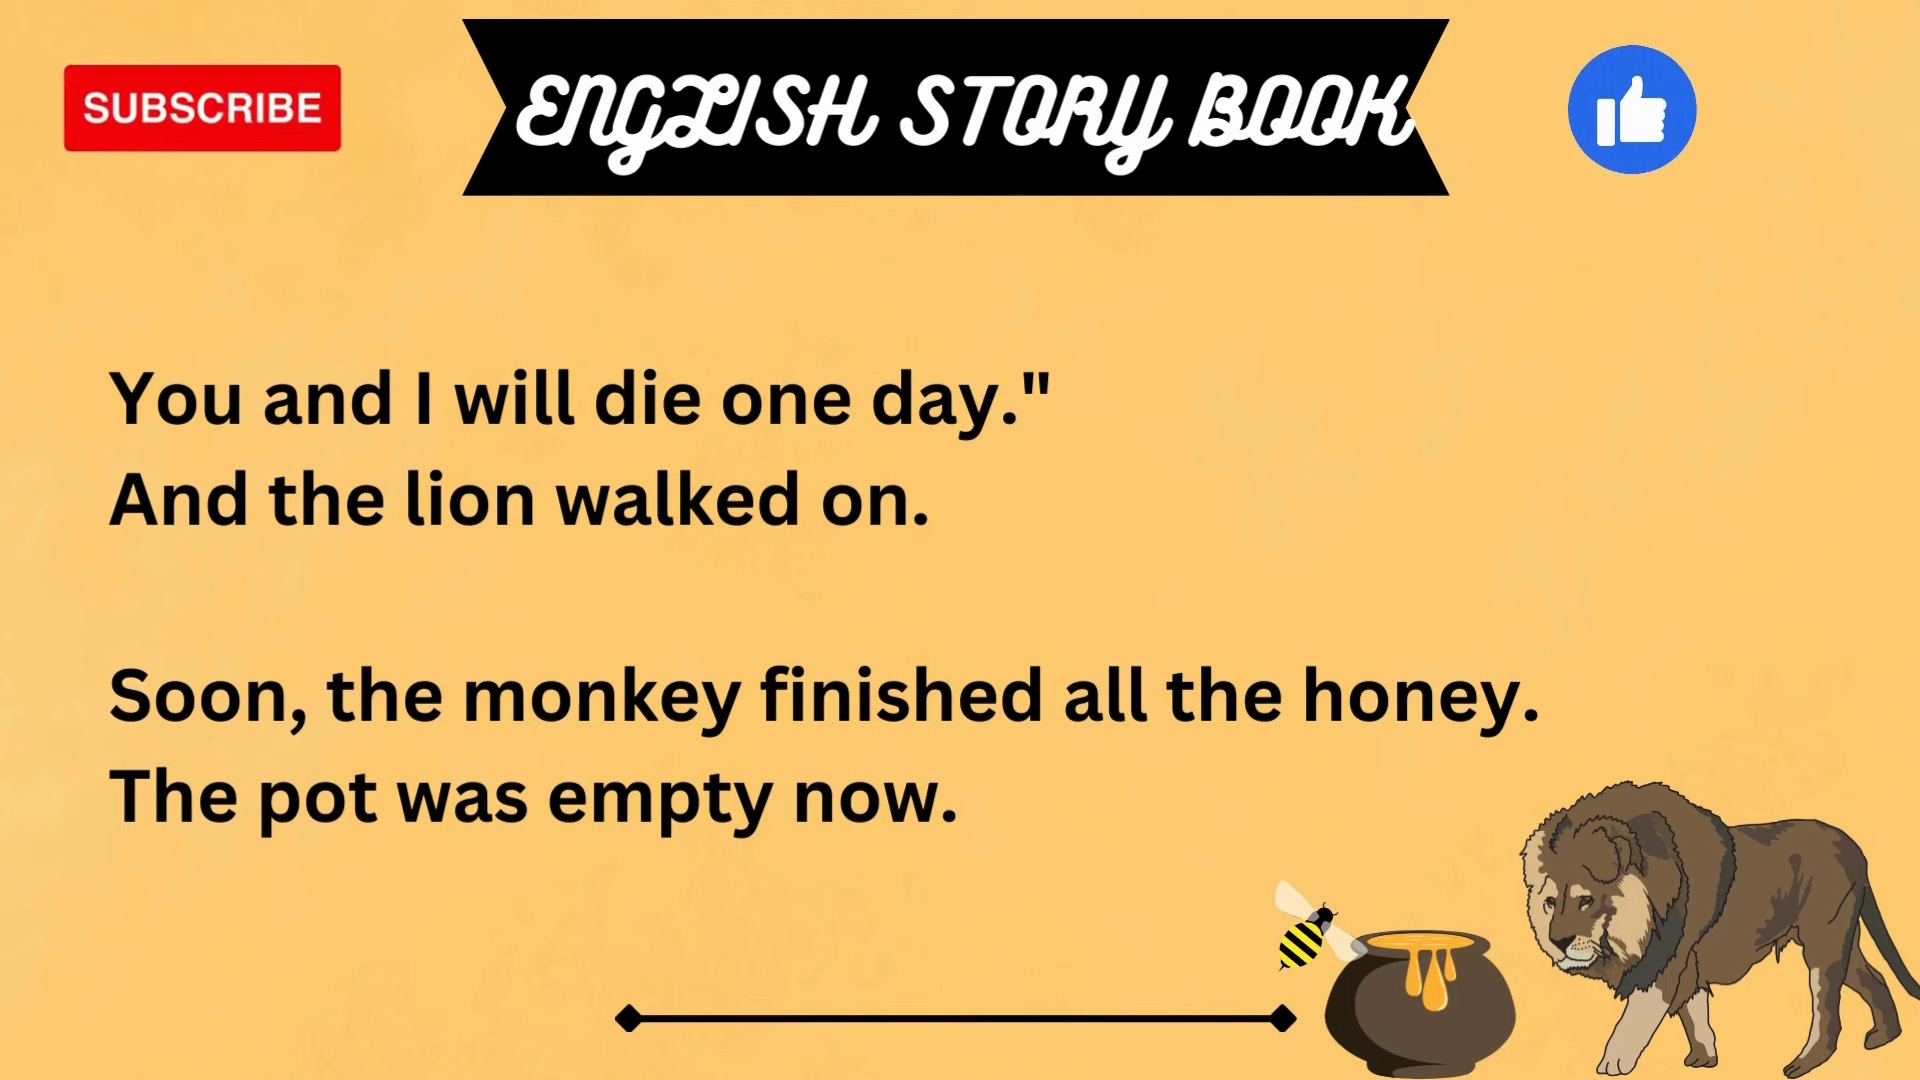 SUBSCRIBE
ENGLISH STORY BOOK
You and I will die one day."
And the lion walked on.
Soon, the monkey finished all the honey.
The pot was empty now.